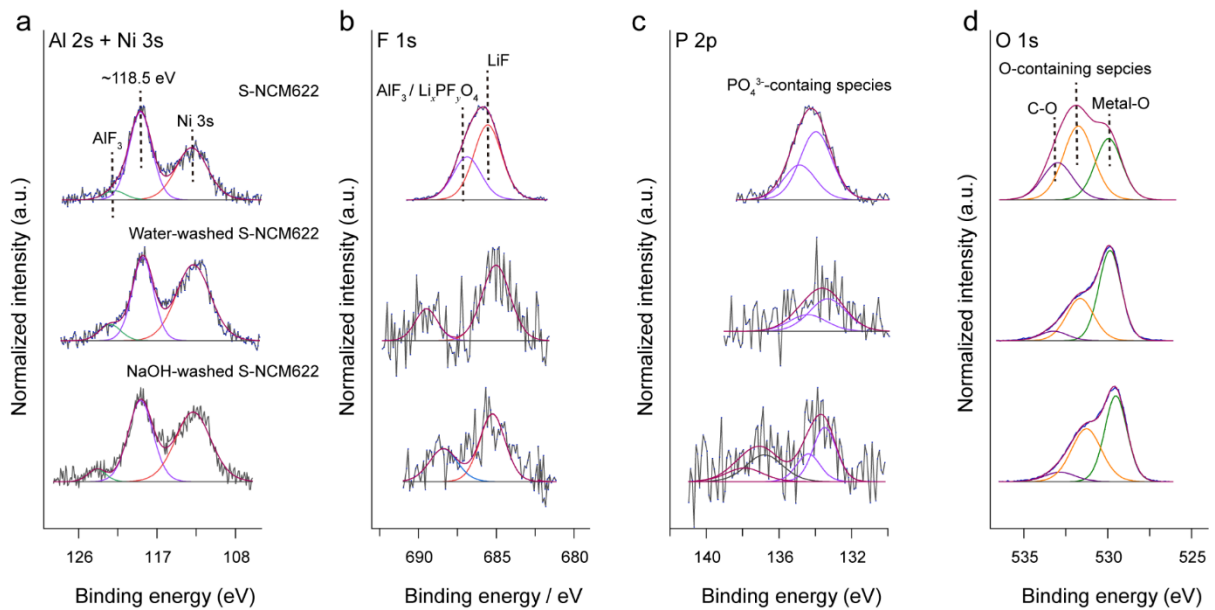 a
Al 2s + Ni 3s
~118.5 eV
S-NCM622
AlF3
Ni 3s
Water-washed S-NCM622
NaOH-washed S-NCM622
Normalized intensity (a.u.)
126 117 108
Binding energy (eV)
b
F 1s
LiF
AlF3 / LixPFyO4
Normalized intensity (a.u.)
690 685 680
Binding energy / eV
c
P 2p
PO4³⁻-containg species
Normalized intensity (a.u.)
140 136 132
Binding energy (eV)
d
O 1s
O-containing sepcies
C-O
Metal-O
Normalized intensity (a.u.)
535 530 525
Binding energy (eV)